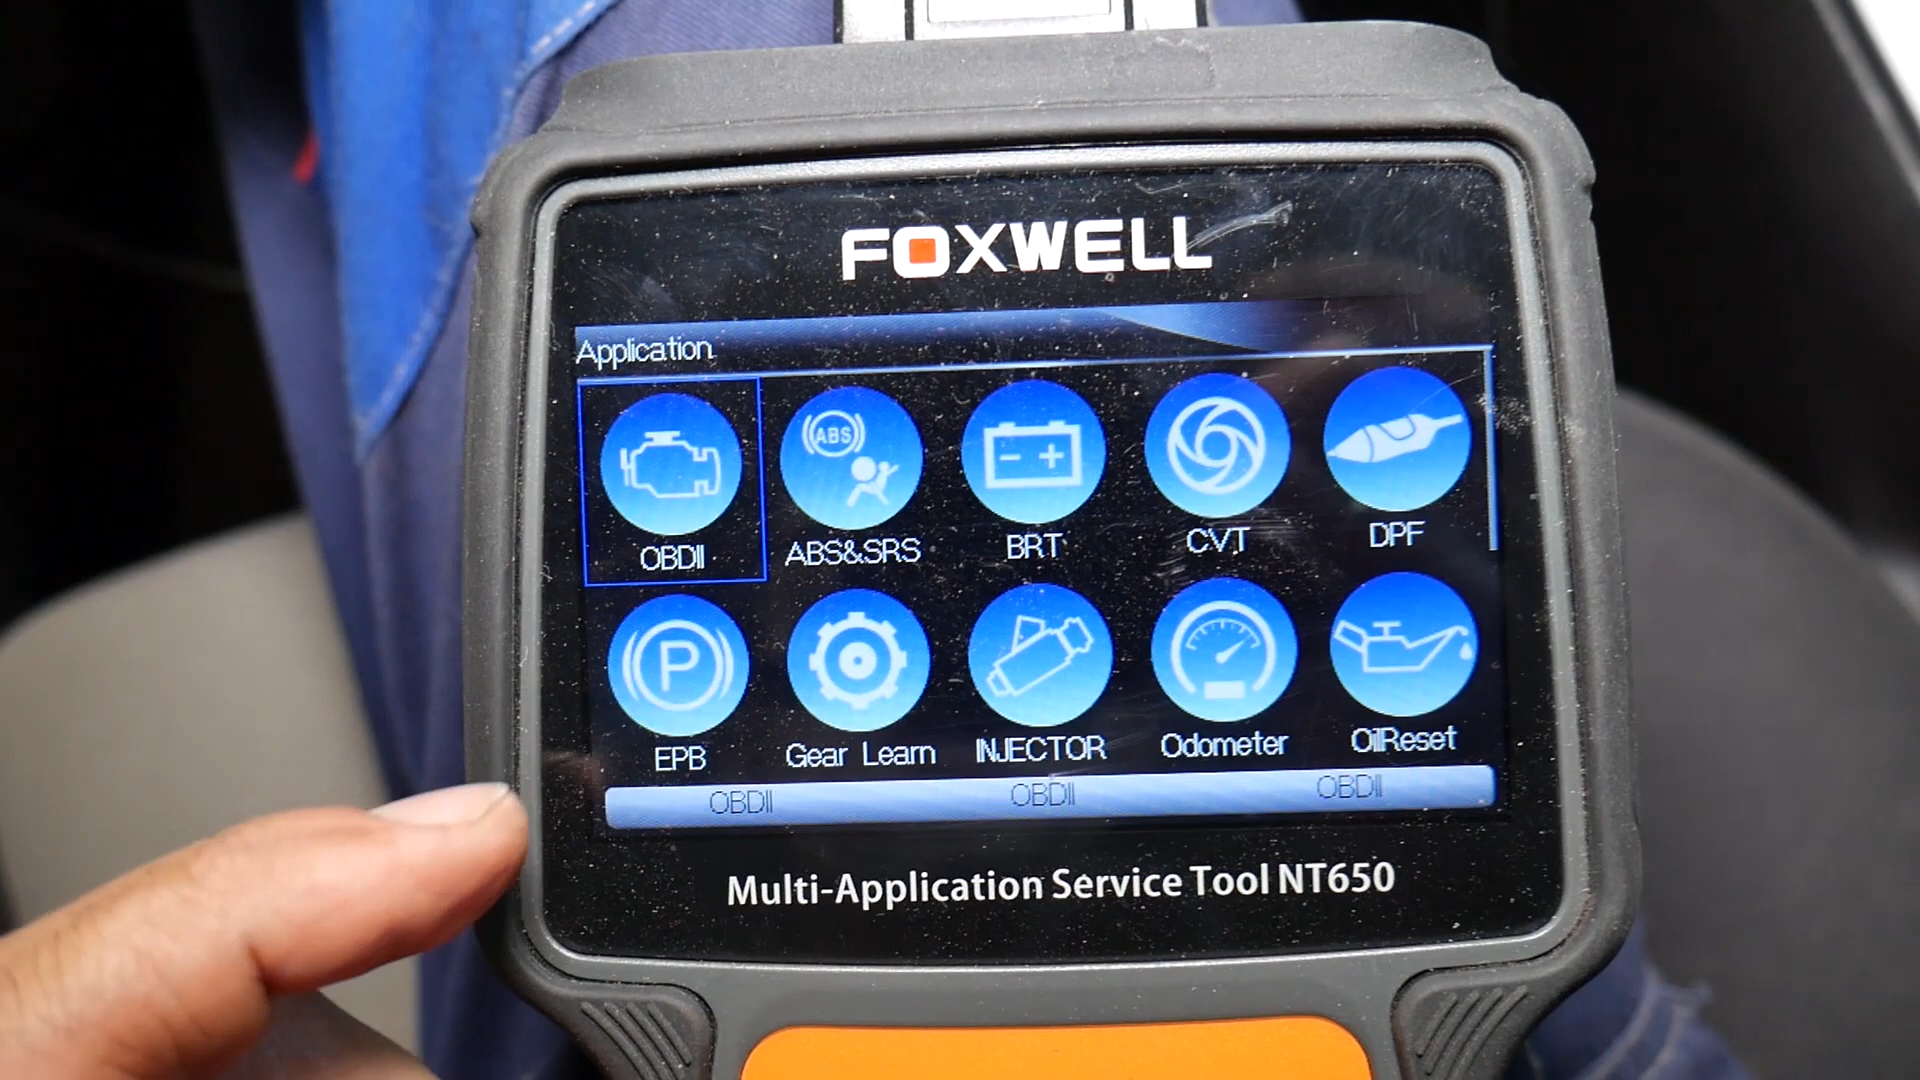 FOXWELL
Application
ABS
OBDII ABS&SRS BRT CVT DPF
P
EPB Gear Learn INJECTOR Odometer OilReset
OBDII OBDII OBDII
Multi-Application Service Tool NT650